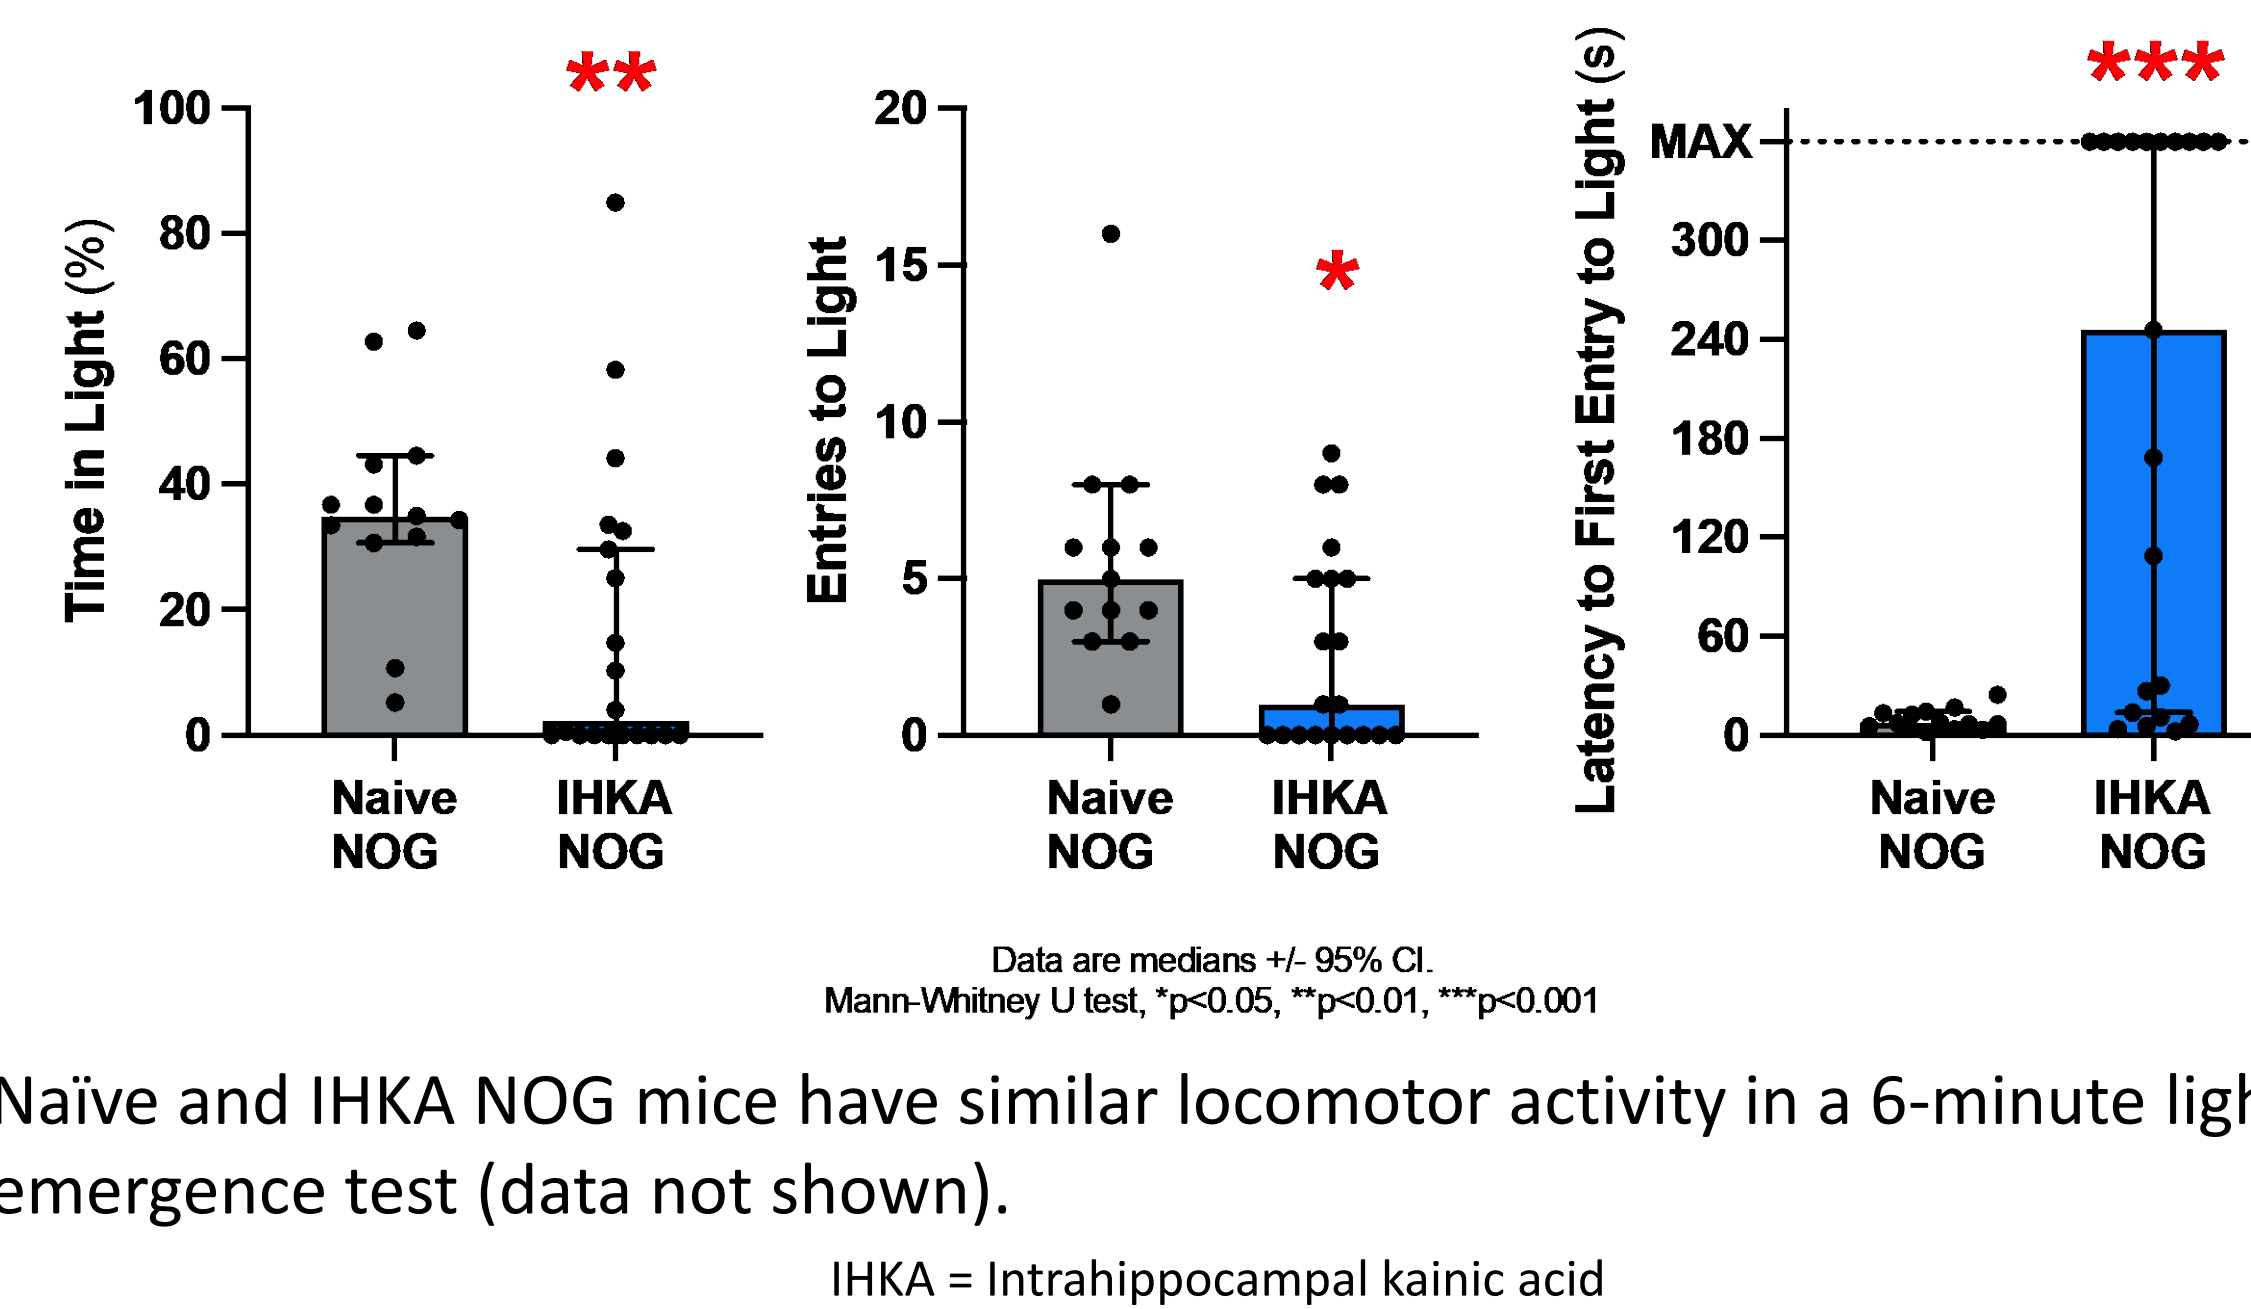 **
*
***
Time in Light (%)
100
80
60
40
20
0
Naive
NOG
IHKA
NOG
Entries to Light
20
15
10
5
0
Naive
NOG
IHKA
NOG
Latency to First Entry to Light (s)
MAX
300
240
180
120
60
0
Naive
NOG
IHKA
NOG
Data are medians +/- 95% CI.
Mann-Whitney U test, *p<0.05, **p<0.01, ***p<0.001
Naïve and IHKA NOG mice have similar locomotor activity in a 6-minute
emergence test (data not shown).
IHKA = Intrahippocampal kainic acid